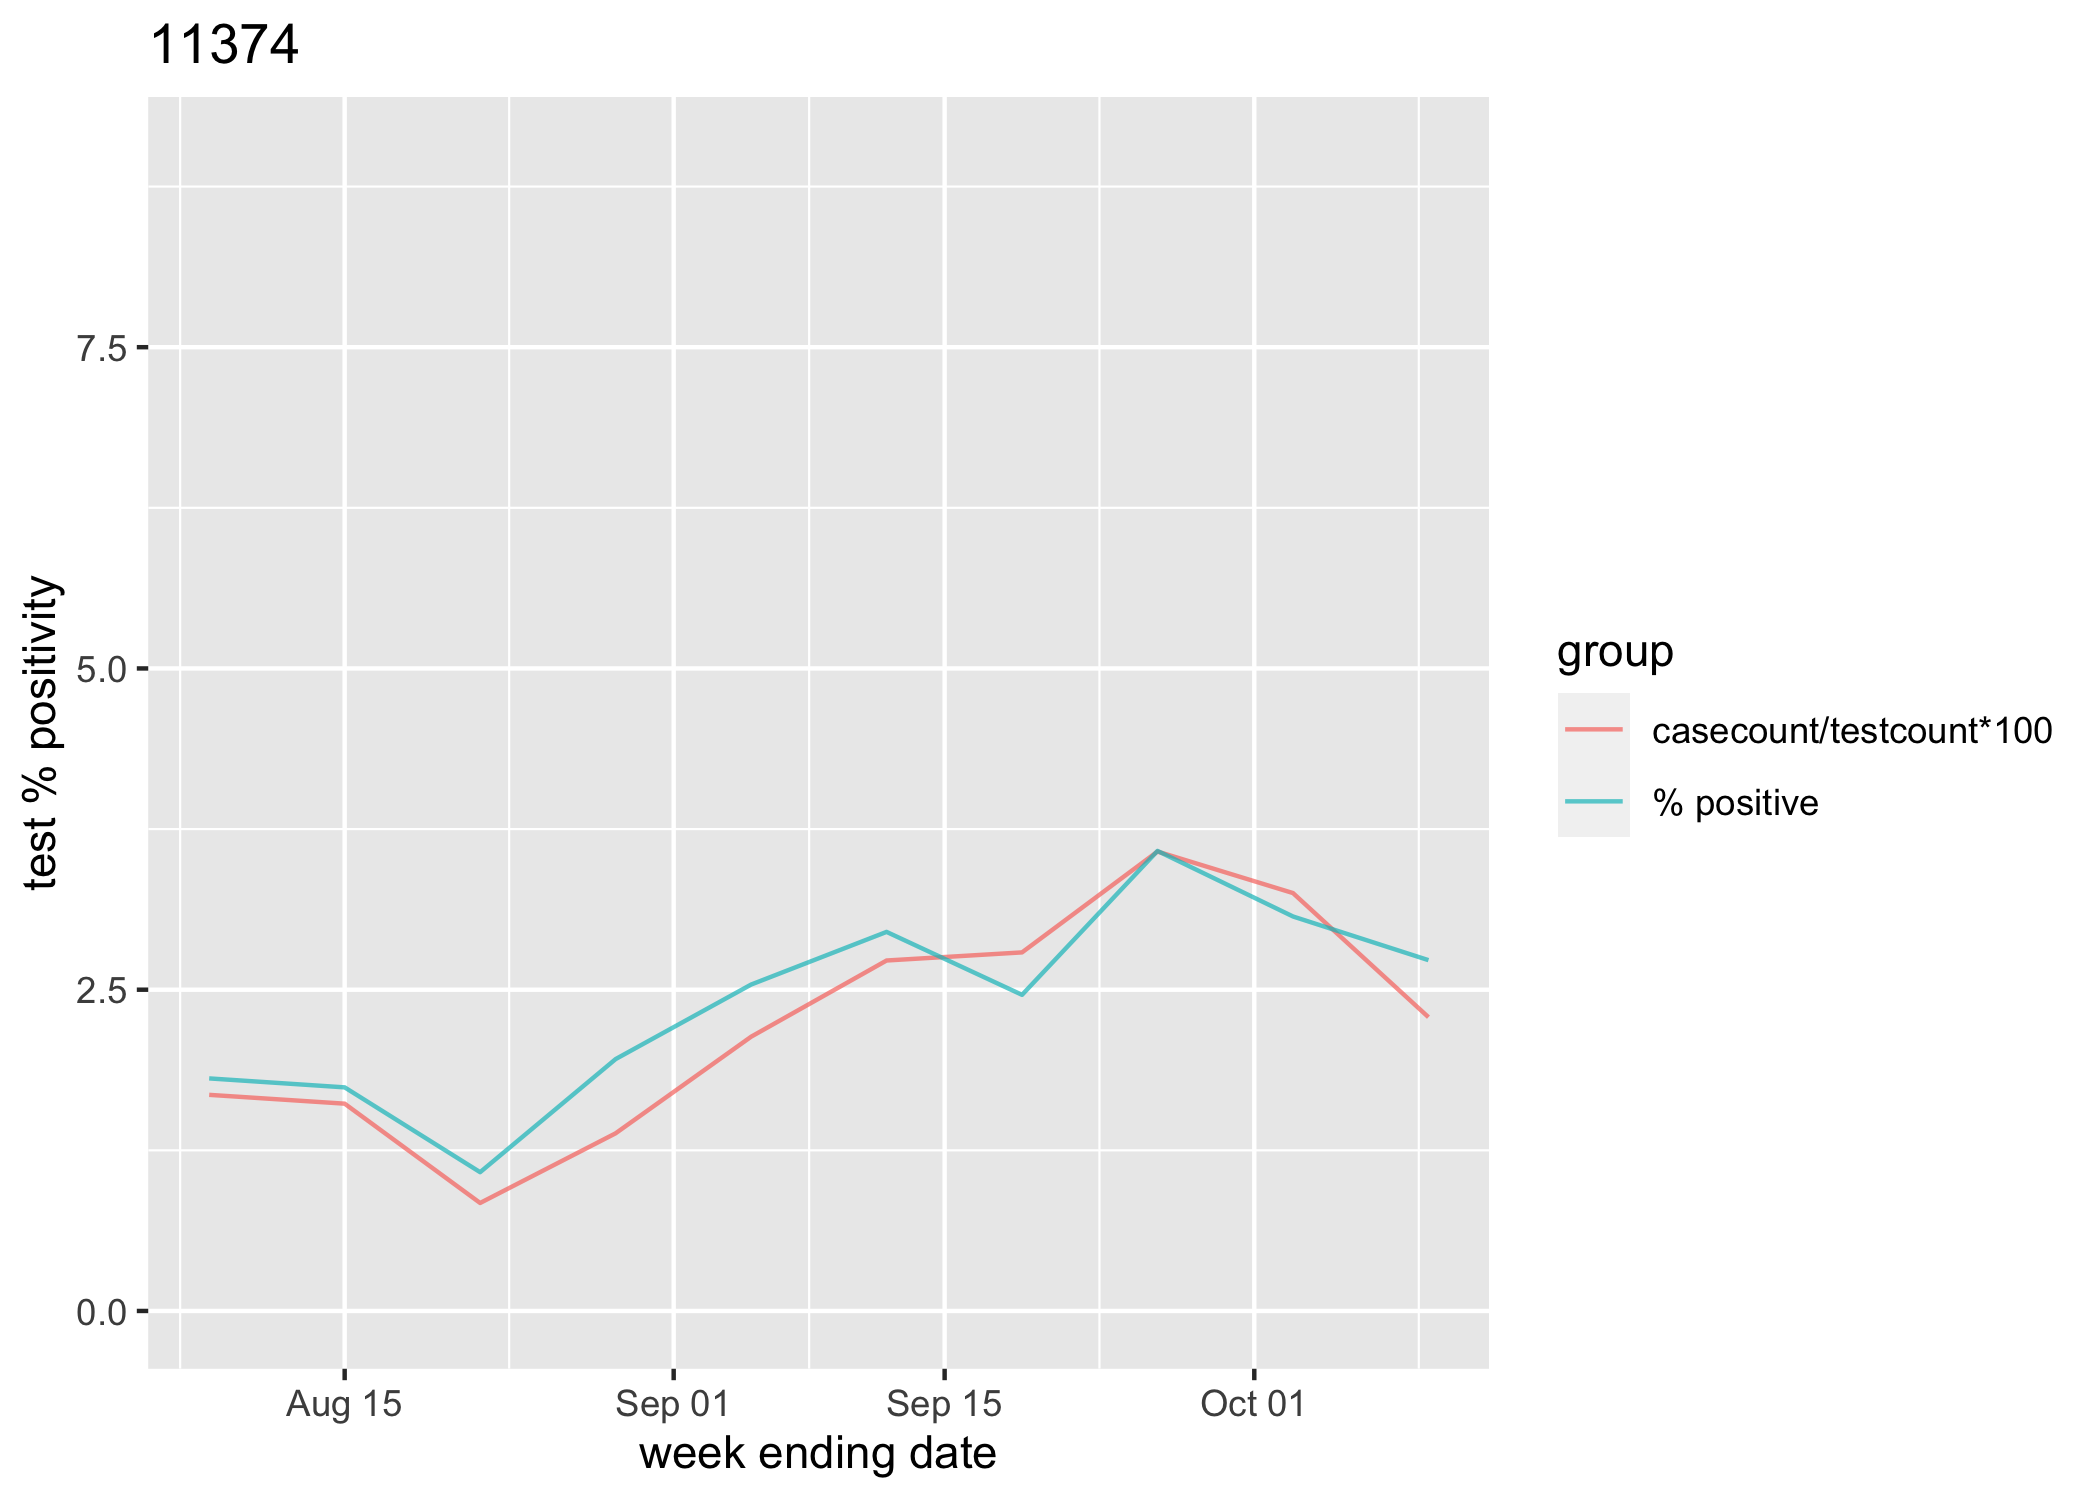 11374
test % positivity
7.5
5.0
2.5
0.0
Aug 15
Sep 01
Sep 15
Oct 01
week ending date
group
casecount/testcount*100
% positive